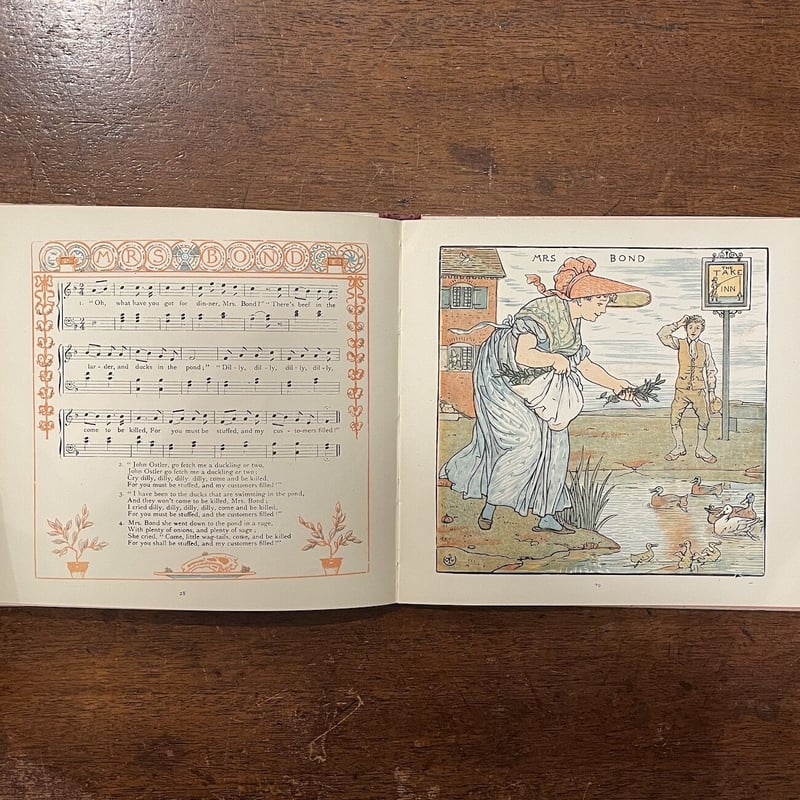 MRS BOND
1. "Oh, what have you got for din-ner, Mrs. Bond?" "There's beef in the
lar-der, and ducks in the pond;" "Dil-ly, dil-ly, dil-ly, dil-ly,
come to be killed, For you must be stuffed, and my cus-tomers filled!"
2. "John Ostler, go fetch me a duckling or two,
John Ostler go fetch me a duckling or two;
Cry dilly, dilly, dilly, dilly, come and be killed,
For you must be stuffed, and my customers filled!"
3. "I have been to the ducks that are swimming in the pond,
And they won't come to be killed, Mrs. Bond;
I cried dilly, dilly, dilly, dilly, come and be killed,
For you must be stuffed, and the customers filled!"
4. Mrs. Bond she went down to the pond in a rage,
With plenty of onions, and plenty of sage;
She cried, "Come, little wag-tails, come, and be killed
For you shall be stuffed, and my customers filled!"
28
MRS BOND
TAKE
INN
29